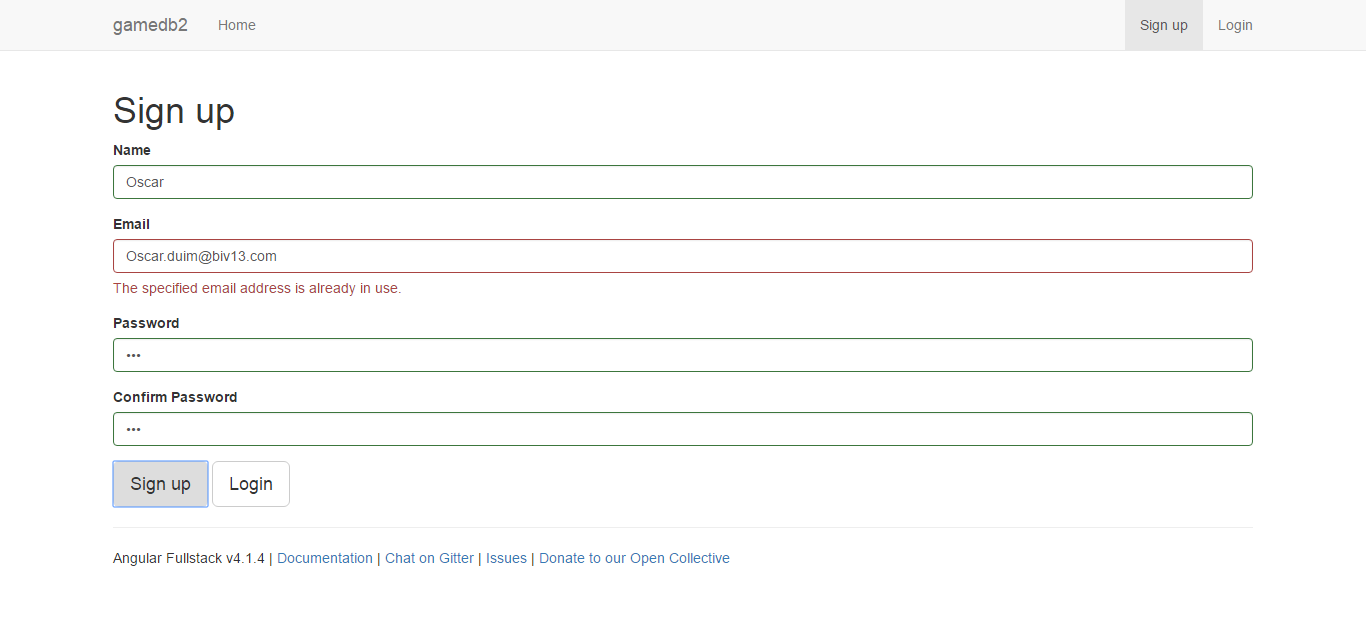 gamedb2 Home Sign up Login
Sign up
Name
Oscar
Email
Oscar.duim@biv13.com
The specified email address is already in use.
Password
•••
Confirm Password
•••
Sign up Login
Angular Fullstack v4.1.4 | Documentation | Chat on Gitter | Issues | Donate to our Open Collective